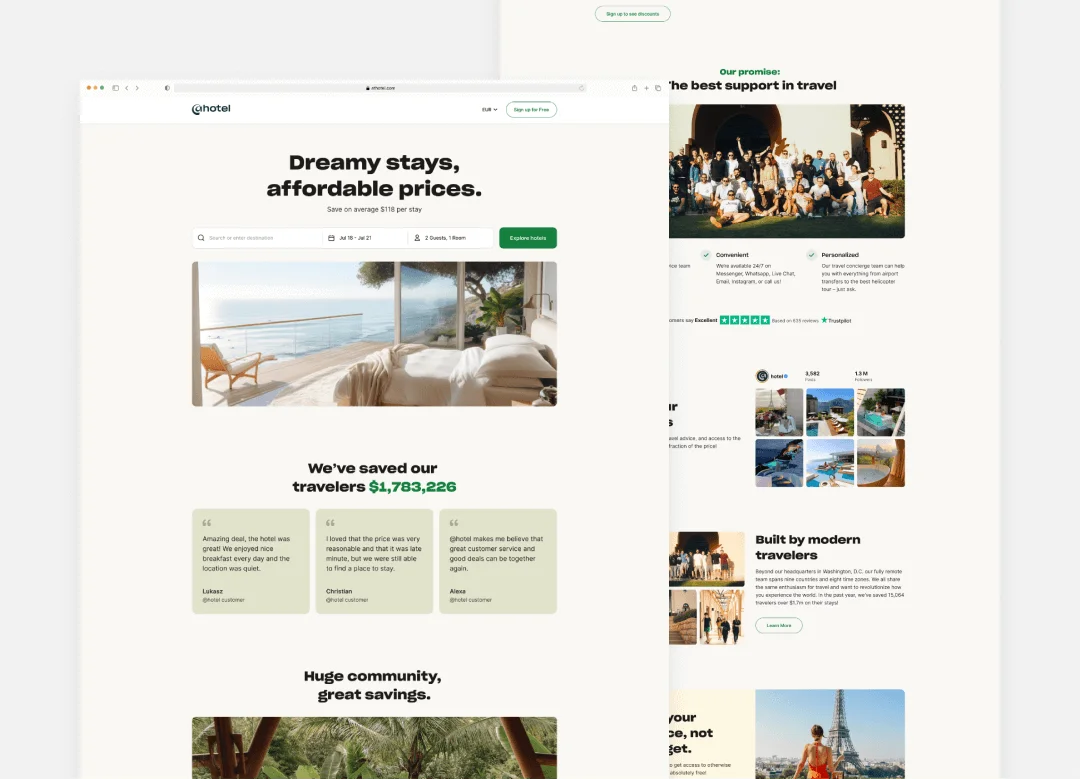 Sign up to see discounts
Our promise:
he best support in travel
Convenient
We're available 24/7 on
Messenger, Whatsapp, Live Chat,
Email, Instagram, or call us!
Personalized
Our travel concierge team can help
you with everything from airport
transfers to the best helicopter
tour – just ask.
ice team
omers say Excellent
Based on 635 reviews
Trustpilot
hotel
3,582
Posts
1.3 M
Followers
ur
s
avel advice, and access to the
fraction of the price!
Built by modern
travelers
Beyond our headquarters in Washington, D.C. our fully remote
team spans nine countries and eight time zones. We all share
the same enthusiasm for travel and want to revolutionize how
you experience the world. In the past year, we've saved 15,064
travelers over $1.7m on their stays!
Learn More
your
ce, not
get.
o get access to otherwise
absolutely free!
athotel.com
@hotel
EUR
Sign up for Free
Dreamy stays,
affordable prices.
Save on average $118 per stay
Search or enter destination
Jul 18 – Jul 21
2 Guests, 1 Room
Explore hotels
We've saved our
travelers $1,783,226
Amazing deal, the hotel was
great! We enjoyed nice
breakfast every day and the
location was quiet.
Lukasz
@hotel customer
I loved that the price was very
reasonable and that it was late
minute, but we were still able
to find a place to stay.
Christian
@hotel customer
@hotel makes me believe that
great customer service and
good deals can be together
again.
Alexa
@hotel customer
Huge community,
great savings.